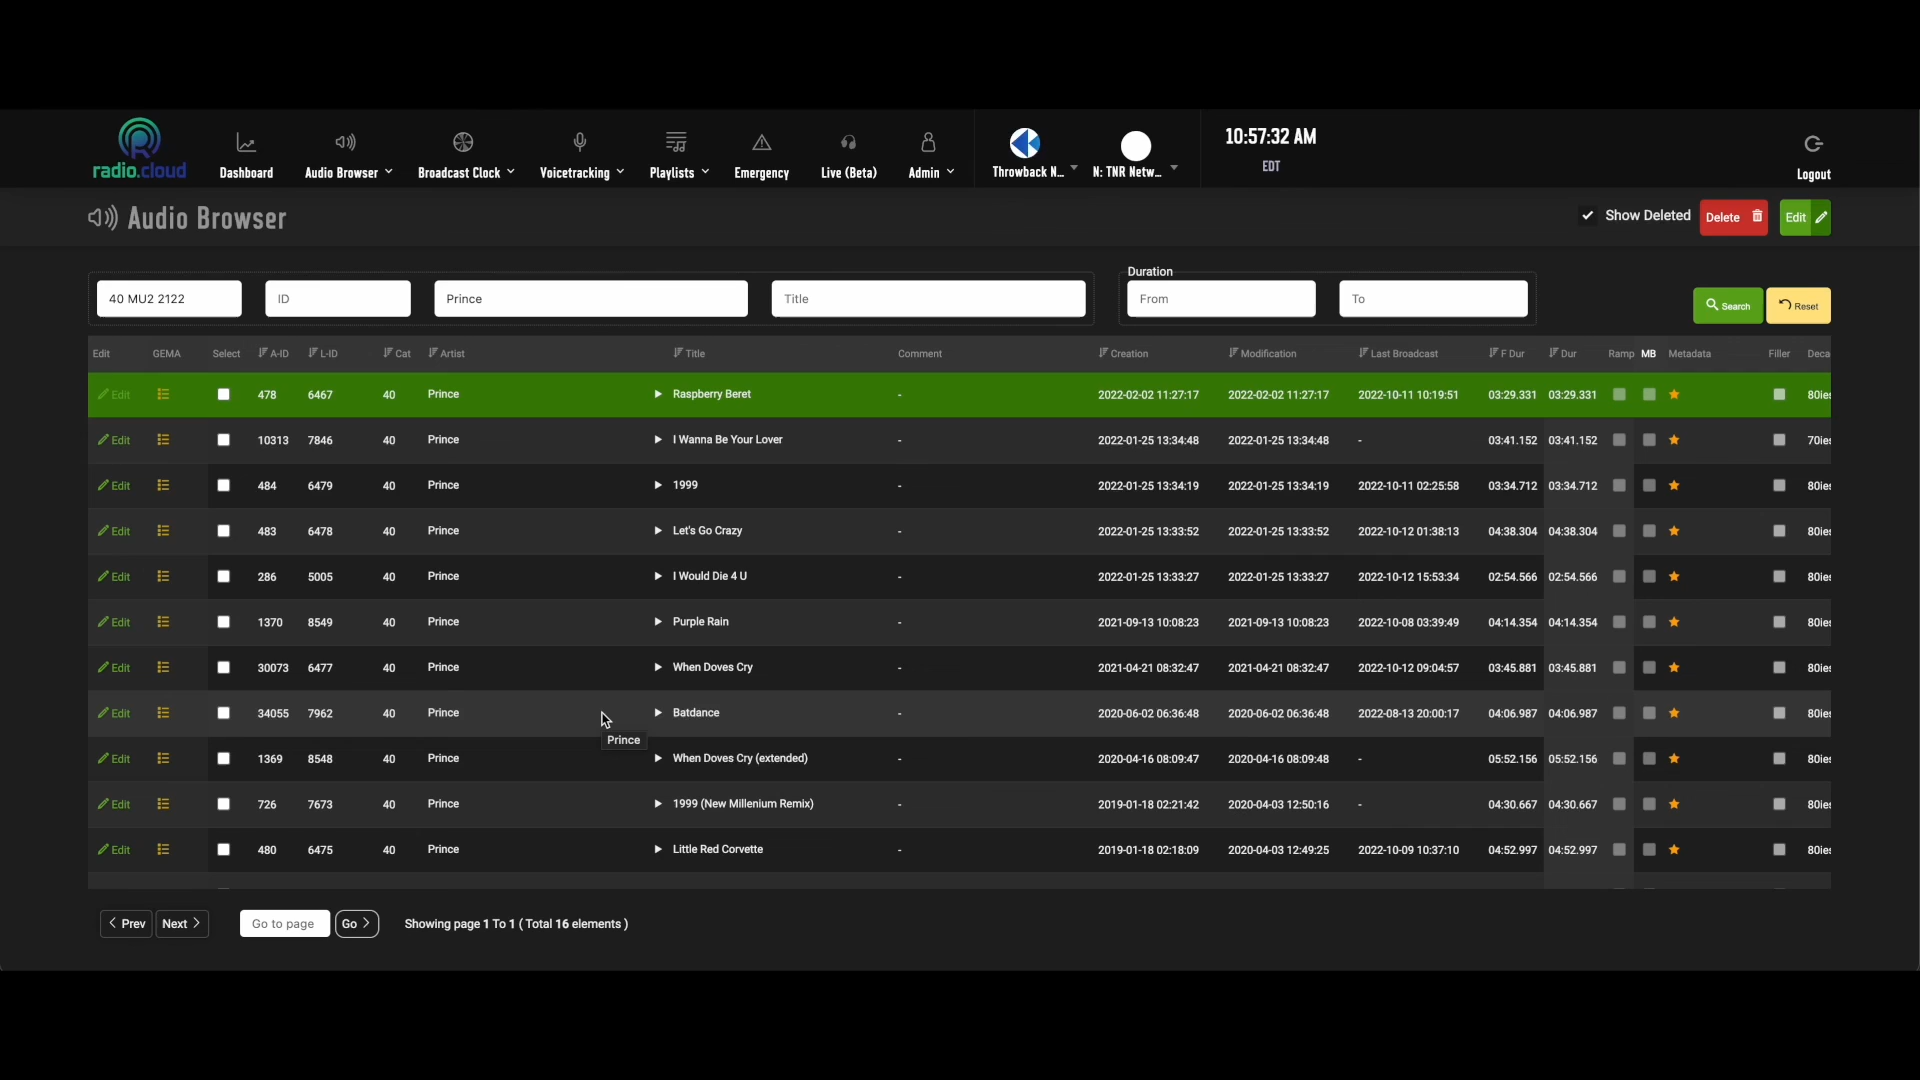 radio.cloud
Dashboard Audio Browser Broadcast Clock Voicetracking Playlists Emergency Live (Beta) Admin Throwback N... N: TNR Netw... 10:57:32 AM EDT Logout
Audio Browser Show Deleted Delete Edit
Duration
40 MU2 2122 ID Prince Title From To Search Reset
Edit GEMA Select A-ID L-ID Cat Artist Title Comment Creation Modification Last Broadcast F Dur Dur Ramp MB Metadata Filler Deca
Edit 478 6467 40 Prince Raspberry Beret - 2022-02-02 11:27:17 2022-02-02 11:27:17 2022-10-11 10:19:51 03:29.331 03:29.331 80ies
Edit 10313 7846 40 Prince I Wanna Be Your Lover - 2022-01-25 13:34:48 2022-01-25 13:34:48 - 03:41.152 03:41.152 70ies
Edit 484 6479 40 Prince 1999 - 2022-01-25 13:34:19 2022-01-25 13:34:19 2022-10-11 02:25:58 03:34.712 03:34.712 80ies
Edit 483 6478 40 Prince Let's Go Crazy - 2022-01-25 13:33:52 2022-01-25 13:33:52 2022-10-12 01:38:13 04:38.304 04:38.304 80ies
Edit 286 5005 40 Prince I Would Die 4 U - 2022-01-25 13:33:27 2022-01-25 13:33:27 2022-10-12 15:53:34 02:54.566 02:54.566 80ies
Edit 1370 8549 40 Prince Purple Rain - 2021-09-13 10:08:23 2021-09-13 10:08:23 2022-10-08 03:39:49 04:14.354 04:14.354 80ies
Edit 30073 6477 40 Prince When Doves Cry - 2021-04-21 08:32:47 2021-04-21 08:32:47 2022-10-12 09:04:57 03:45.881 03:45.881 80ies
Edit 34055 7962 40 Prince Batdance - 2020-06-02 06:36:48 2020-06-02 06:36:48 2022-08-13 20:00:17 04:06.987 04:06.987 80ies
Prince
Edit 1369 8548 40 Prince When Doves Cry (extended) - 2020-04-16 08:09:47 2020-04-16 08:09:48 - 05:52.156 05:52.156 80ies
Edit 726 7673 40 Prince 1999 (New Millenium Remix) - 2019-01-18 02:21:42 2020-04-03 12:50:16 - 04:30.667 04:30.667 80ies
Edit 480 6475 40 Prince Little Red Corvette - 2019-01-18 02:18:09 2020-04-03 12:49:25 2022-10-09 10:37:10 04:52.997 04:52.997 80ies
Prev Next Go to page Go Showing page 1 To 1 ( Total 16 elements )